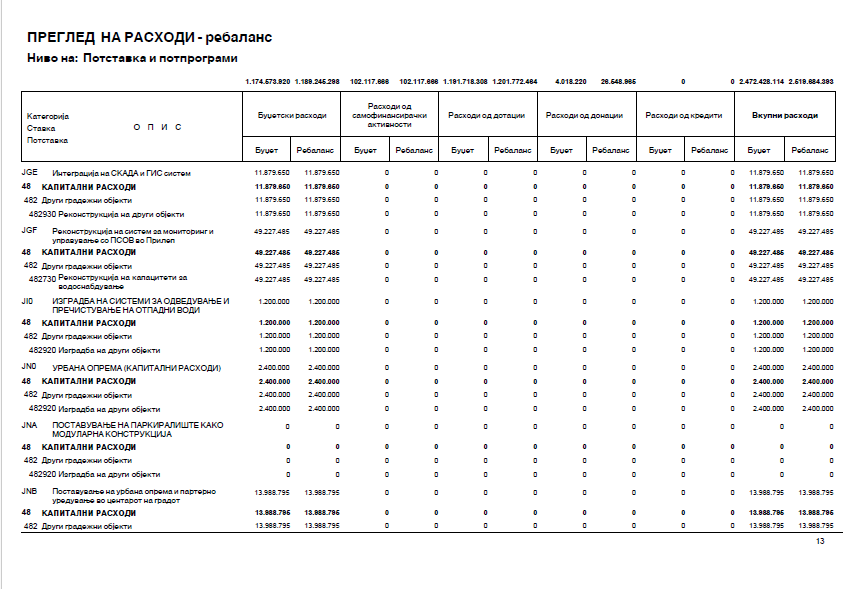 ПРЕГЛЕД НА РАСХОДИ - ребаланс
Ниво на: Потставка и потпрограми
1.174.573.920 1.189.245.298 102.117.666 102.117.666 1.191.718.308 1.201.772.464 4.018.220 26.548.965 0 0 2.472.428.114 2.519.684.393
Категорија
Ставка
Потставка
О П И С
Буџетски расходи
Расходи од
самофинансирачки
активности
Расходи од дотации
Расходи од донации
Расходи од кредити
Вкупни расходи
Буџет Ребаланс Буџет Ребаланс Буџет Ребаланс Буџет Ребаланс Буџет Ребаланс Буџет Ребаланс
JGE Интеграција на СКАДА и ГИС систем 11.879.650 11.879.650 0 0 0 0 0 0 0 0 11.879.650 11.879.650
48 КАПИТАЛНИ РАСХОДИ 11.879.650 11.879.650 0 0 0 0 0 0 0 0 11.879.650 11.879.650
482 Други градежни објекти 11.879.650 11.879.650 0 0 0 0 0 0 0 0 11.879.650 11.879.650
482930 Реконструкција на други објекти 11.879.650 11.879.650 0 0 0 0 0 0 0 0 11.879.650 11.879.650
JGF Реконструкција на систем за мониторинг и 49.227.485 49.227.485 0 0 0 0 0 0 0 0 49.227.485 49.227.485
управување со ПСОВ во Прилеп
48 КАПИТАЛНИ РАСХОДИ 49.227.485 49.227.485 0 0 0 0 0 0 0 0 49.227.485 49.227.485
482 Други градежни објекти 49.227.485 49.227.485 0 0 0 0 0 0 0 0 49.227.485 49.227.485
482730 Реконструкција на капацитети за 49.227.485 49.227.485 0 0 0 0 0 0 0 0 49.227.485 49.227.485
водоснабдување
JI0 ИЗГРАДБА НА СИСТЕМИ ЗА ОДВЕДУВАЊЕ И 1.200.000 1.200.000 0 0 0 0 0 0 0 0 1.200.000 1.200.000
ПРЕЧИСТУВАЊЕ НА ОТПАДНИ ВОДИ
48 КАПИТАЛНИ РАСХОДИ 1.200.000 1.200.000 0 0 0 0 0 0 0 0 1.200.000 1.200.000
482 Други градежни објекти 1.200.000 1.200.000 0 0 0 0 0 0 0 0 1.200.000 1.200.000
482920 Изградба на други објекти 1.200.000 1.200.000 0 0 0 0 0 0 0 0 1.200.000 1.200.000
JN0 УРБАНА ОПРЕМА (КАПИТАЛНИ РАСХОДИ) 2.400.000 2.400.000 0 0 0 0 0 0 0 0 2.400.000 2.400.000
48 КАПИТАЛНИ РАСХОДИ 2.400.000 2.400.000 0 0 0 0 0 0 0 0 2.400.000 2.400.000
482 Други градежни објекти 2.400.000 2.400.000 0 0 0 0 0 0 0 0 2.400.000 2.400.000
482920 Изградба на други објекти 2.400.000 2.400.000 0 0 0 0 0 0 0 0 2.400.000 2.400.000
JNA ПОСТАВУВАЊЕ НА ПАРКИРАЛИШТЕ КАКО 0 0 0 0 0 0 0 0 0 0 0 0
МОДУЛАРНА КОНСТРУКЦИЈА
48 КАПИТАЛНИ РАСХОДИ 0 0 0 0 0 0 0 0 0 0 0 0
482 Други градежни објекти 0 0 0 0 0 0 0 0 0 0 0 0
482920 Изградба на други објекти 0 0 0 0 0 0 0 0 0 0 0 0
JNB Поставување на урбана опрема и партерно 13.988.795 13.988.795 0 0 0 0 0 0 0 0 13.988.795 13.988.795
уредување во центарот на градот
48 КАПИТАЛНИ РАСХОДИ 13.988.795 13.988.795 0 0 0 0 0 0 0 0 13.988.795 13.988.795
482 Други градежни објекти 13.988.795 13.988.795 0 0 0 0 0 0 0 0 13.988.795 13.988.795
13